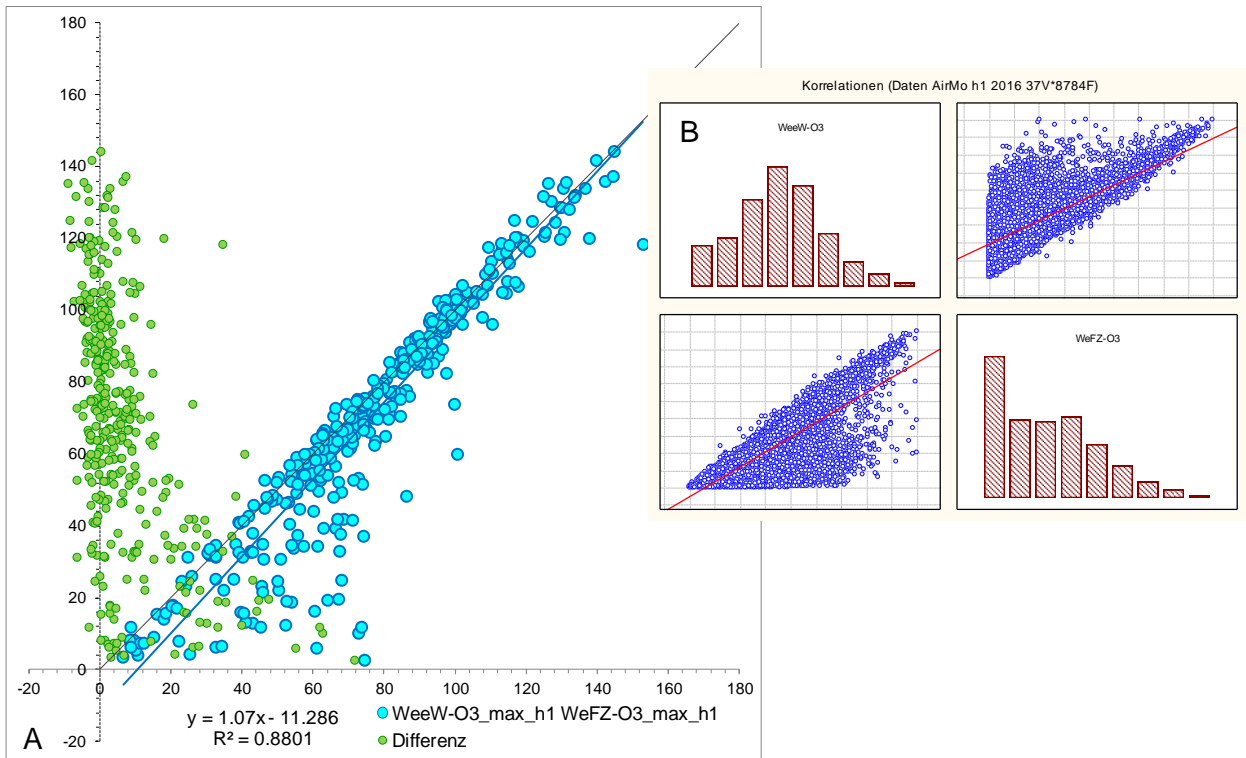 180
160
140
120
100
80
60
40
20
0
-20
-20
0
20
40
60
80
100
120
140
160
180
y = 1.07x - 11.286
R² = 0.8801
WeeW-O3_max_h1 WeFZ-O3_max_h1
Differenz
A
Korrelationen (Daten AirMo h1 2016 37V*8784F)
B
WeeW-O3
WeFZ-O3